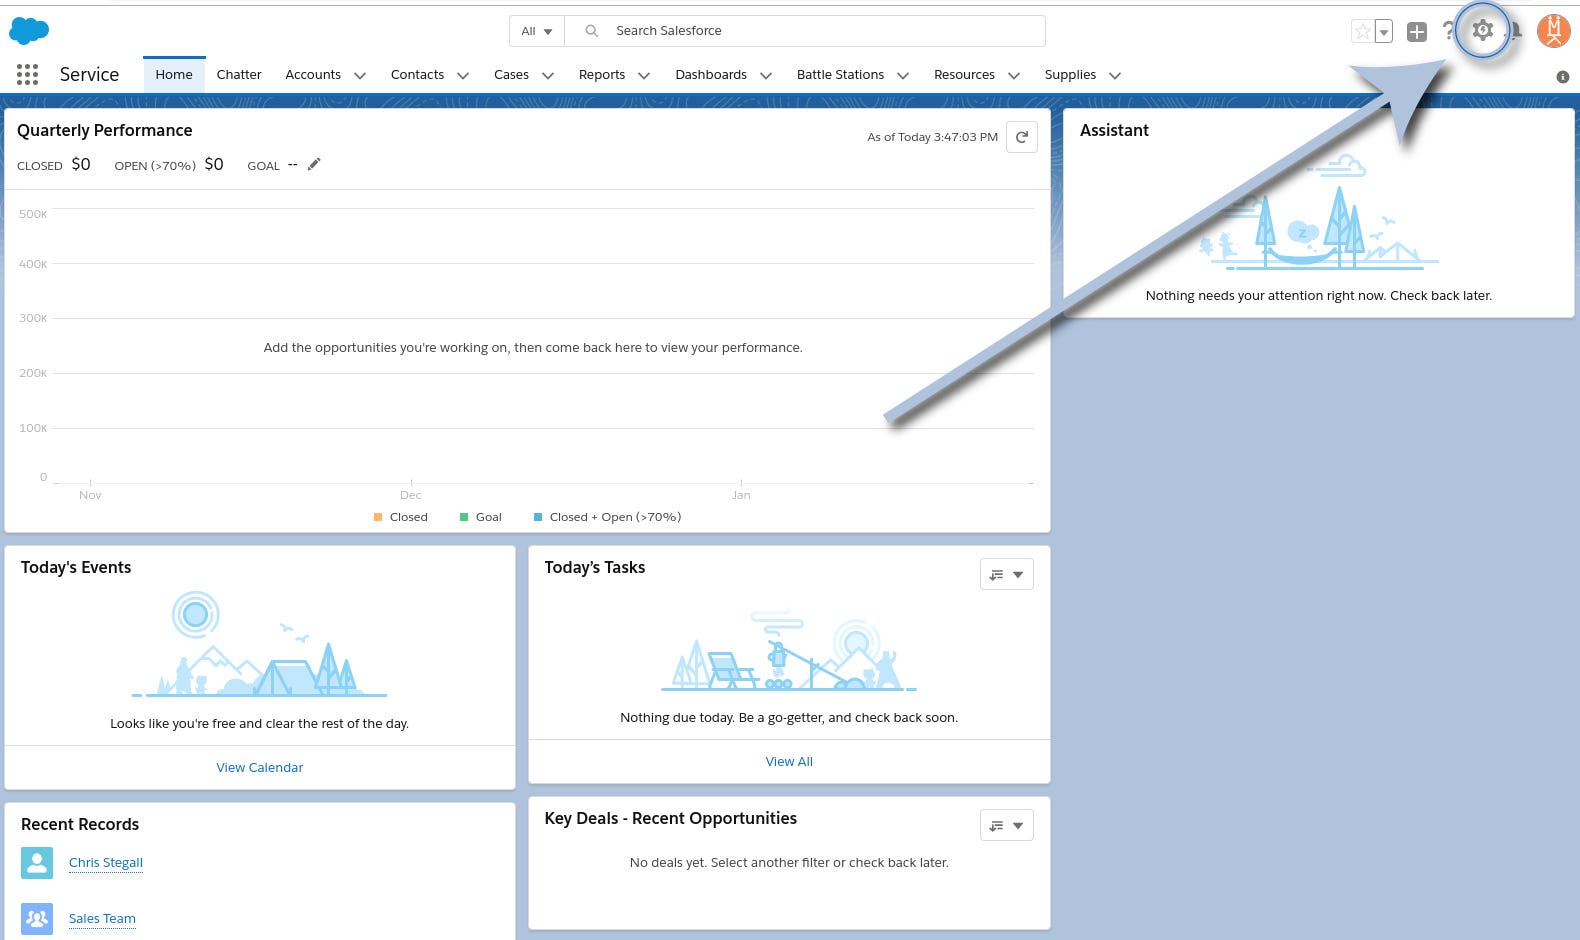 All
Search Salesforce
Service
Home
Chatter
Accounts
Contacts
Cases
Reports
Dashboards
Battle Stations
Resources
Supplies
Quarterly Performance
As of Today 3:47:03 PM
CLOSED $0 OPEN (>70%) $0 GOAL --
500K
400K
300K
Add the opportunities you're working on, then come back here to view your performance.
200K
100K
0
Nov Dec Jan
Closed Goal Closed + Open (>70%)
Assistant
z
Nothing needs your attention right now. Check back later.
Today's Events
Looks like you're free and clear the rest of the day.
View Calendar
Today’s Tasks
Nothing due today. Be a go-getter, and check back soon.
View All
Recent Records
Chris Stegall
Sales Team
Key Deals - Recent Opportunities
No deals yet. Select another filter or check back later.